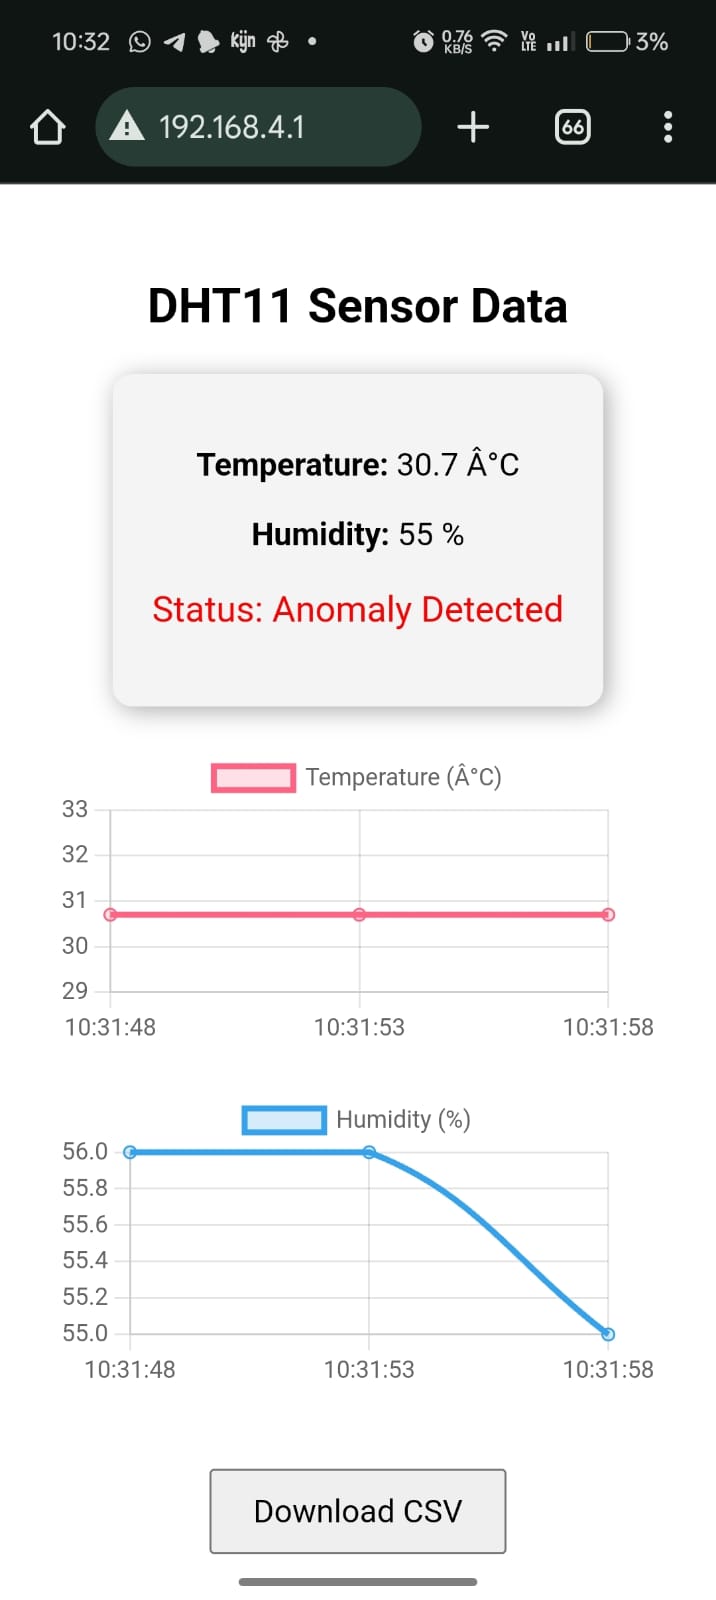 10:32 kijn 0.76 KB/S Vo LTE 3%
192.168.4.1 66
DHT11 Sensor Data
Temperature: 30.7 Â°C
Humidity: 55 %
Status: Anomaly Detected
Temperature (Â°C)
33
32
31
30
29
10:31:48 10:31:53 10:31:58
Humidity (%)
56.0
55.8
55.6
55.4
55.2
55.0
10:31:48 10:31:53 10:31:58
Download CSV